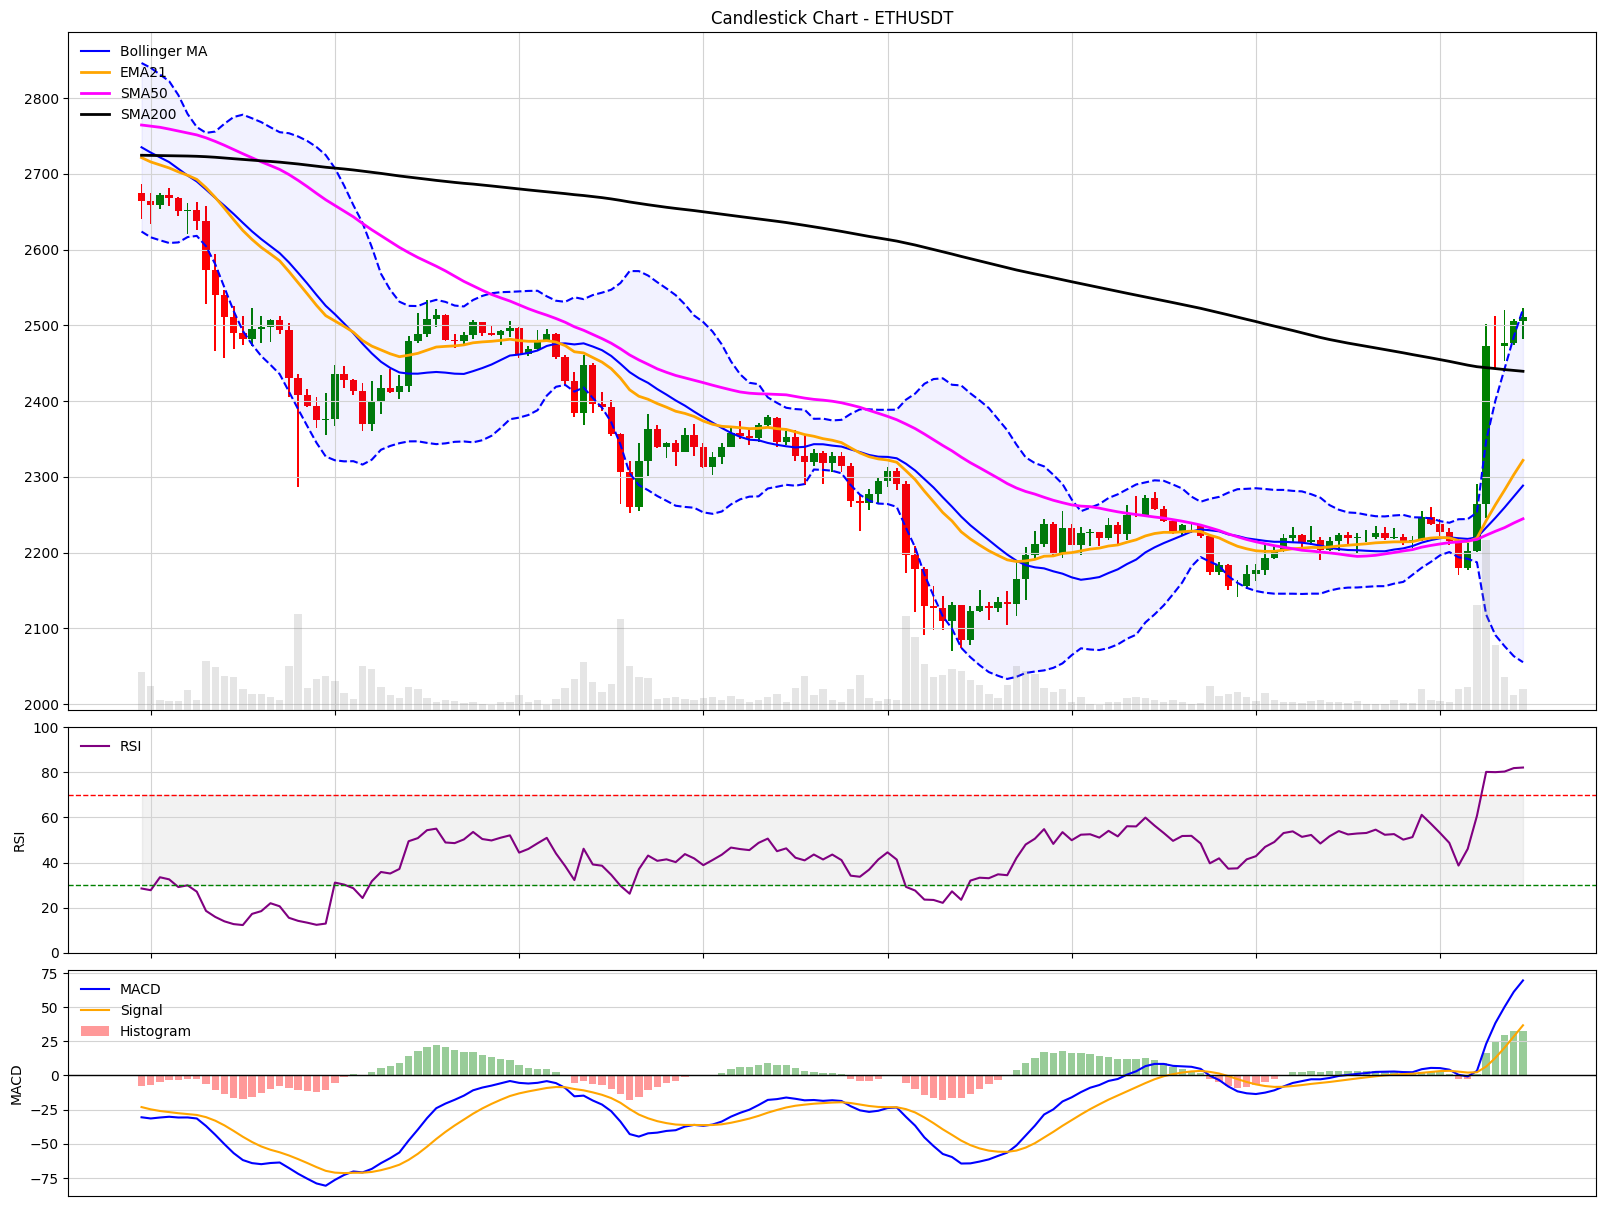 Candlestick Chart - ETHUSDT
Bollinger MA
EMA21
SMA50
SMA200
2800
2700
2600
2500
2400
2300
2200
2100
2000
RSI
100
80
60
40
20
0
RSI
MACD
Signal
Histogram
75
50
25
0
−25
−50
−75
MACD